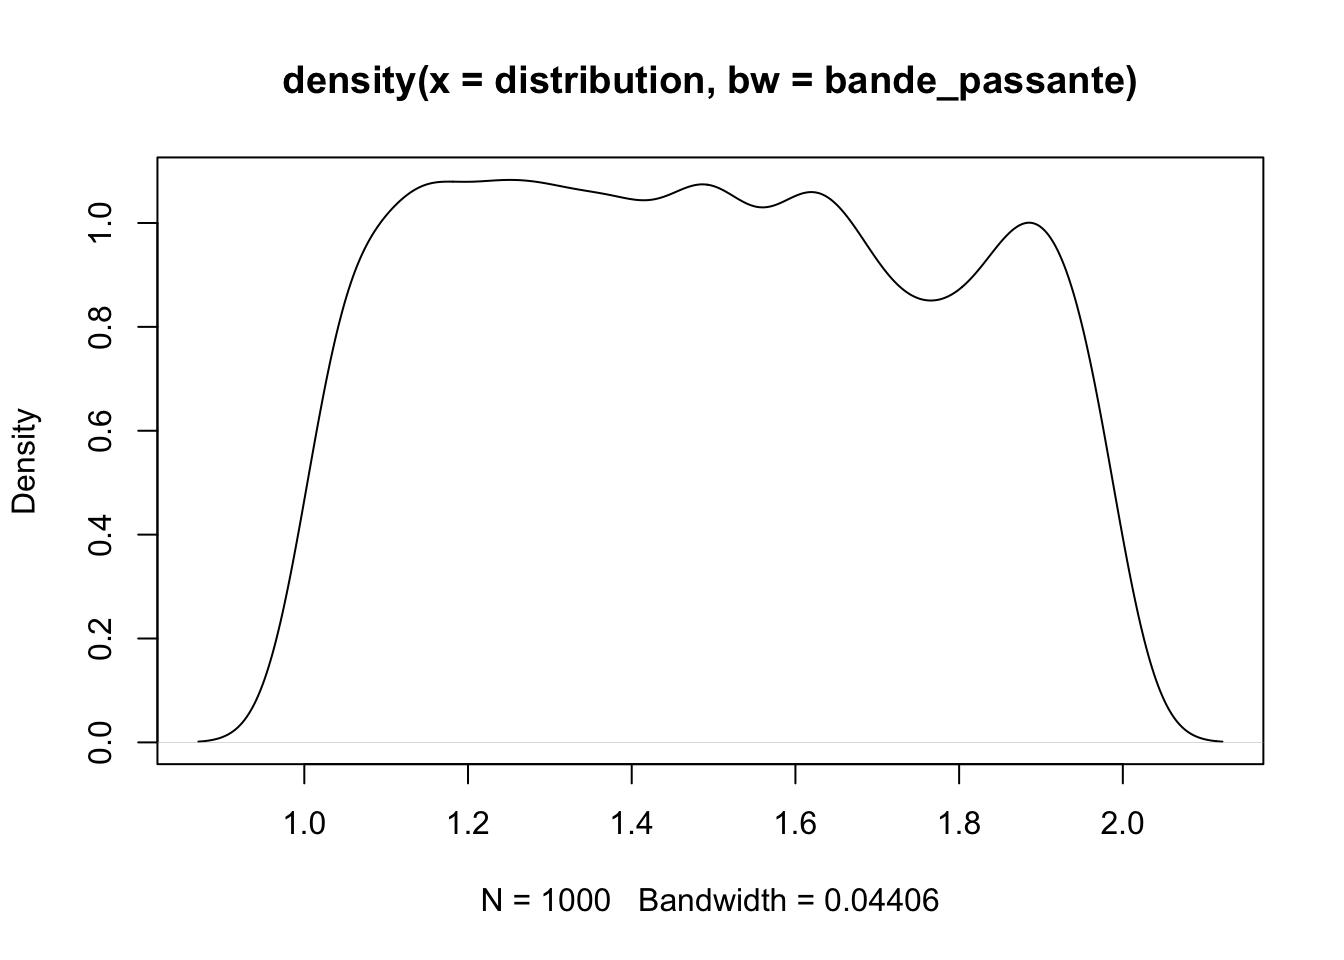 density(x = distribution, bw = bande_passante)
Density
1.0
0.8
0.6
0.4
0.2
0.0
1.0 1.2 1.4 1.6 1.8 2.0
N = 1000   Bandwidth = 0.04406